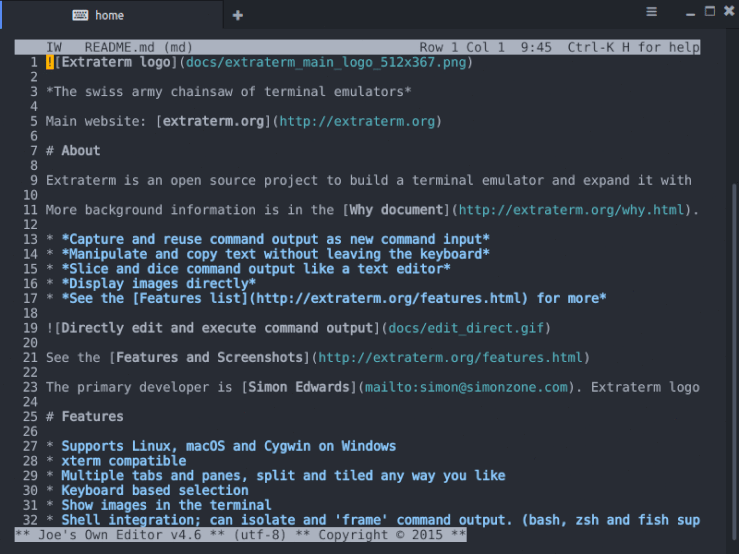 home
IW   README.md (md)                             Row 1 Col 1  9:45  Ctrl-K H for help
1 ![Extraterm logo](docs/extraterm_main_logo_512x367.png)
2
3 *The swiss army chainsaw of terminal emulators*
4
5 Main website: [extraterm.org](http://extraterm.org)
6
7 # About
8
9 Extraterm is an open source project to build a terminal emulator and expand it with
10
11 More background information is in the [Why document](http://extraterm.org/why.html).
12
13 * *Capture and reuse command output as new command input*
14 * *Manipulate and copy text without leaving the keyboard*
15 * *Slice and dice command output like a text editor*
16 * *Display images directly*
17 * *See the [Features list](http://extraterm.org/features.html) for more*
18
19 ![Directly edit and execute command output](docs/edit_direct.gif)
20
21 See the [Features and Screenshots](http://extraterm.org/features.html)
22
23 The primary developer is [Simon Edwards](mailto:simon@simonzone.com). Extraterm logo
24
25 # Features
26
27 * Supports Linux, macOS and Cygwin on Windows
28 * xterm compatible
29 * Multiple tabs and panes, split and tiled any way you like
30 * Keyboard based selection
31 * Show images in the terminal
32 * Shell integration; can isolate and 'frame' command output. (bash, zsh and fish sup
** Joe's Own Editor v4.6 ** (utf-8) ** Copyright © 2015 **